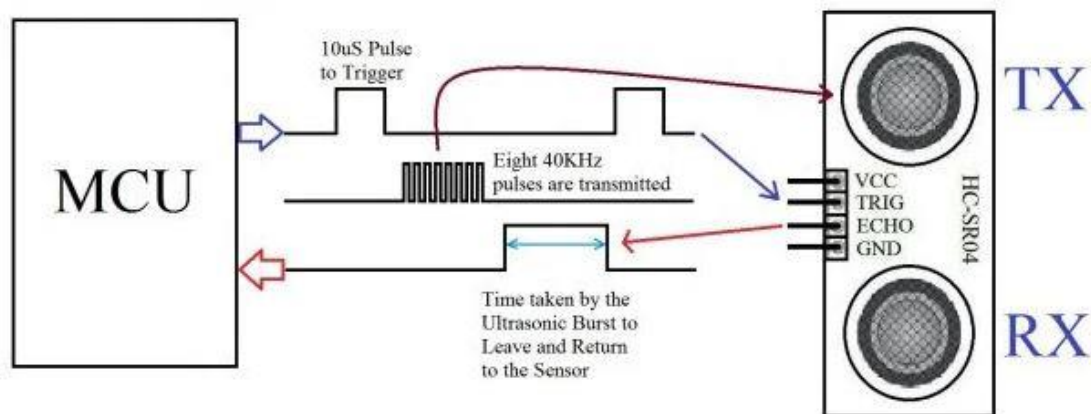 MCU
10uS Pulse
to Trigger
Eight 40KHz
pulses are transmitted
Time taken by the
Ultrasonic Burst to
Leave and Return
to the Sensor
VCC
TRIG
ECHO
GND
HC-SR04
TX
RX